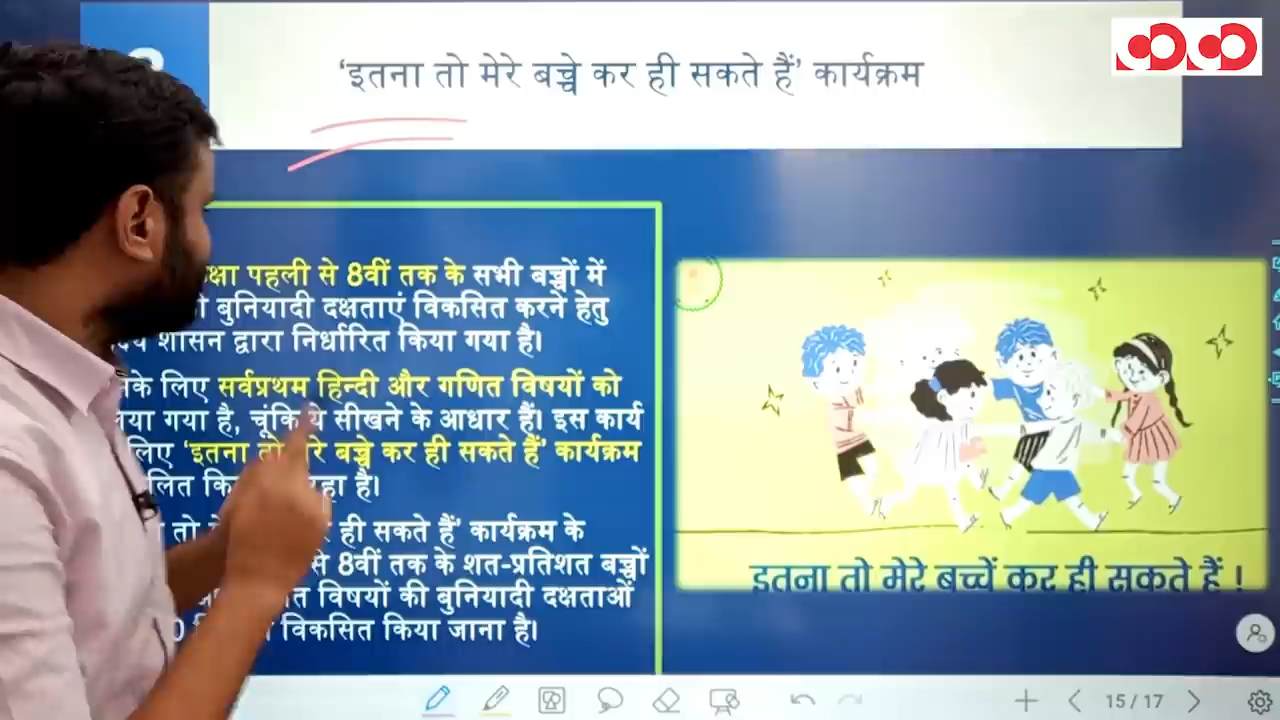 'इतना तो मेरे बच्चे कर ही सकते हैं' कार्यक्रम
पहली से 8वीं तक के सभी बच्चों में
बुनियादी दक्षताएं विकसित करने हेतु
शासन द्वारा निर्धारित किया गया है।
के लिए सर्वप्रथम हिन्दी और गणित विषयों को
गया है, चूंकि ये सीखने के आधार हैं। इस कार्य
लिए 'इतना तो बच्चे कर ही सकते हैं' कार्यक्रम
रहा है।
तो ही सकते हैं' कार्यक्रम के
से 8वीं तक के शत-प्रतिशत बच्चों
विषयों की बुनियादी दक्षताओं
विकसित किया जाना है।
इतना तो मेरे बच्चें कर ही सकते हैं !
15 / 17